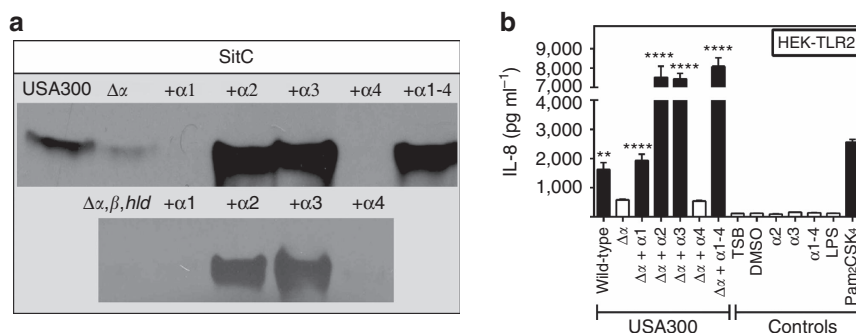 a
SitC
USA300 Δα +α1 +α2 +α3 +α4 +α1-4
Δα,β,hld +α1 +α2 +α3 +α4
b
HEK-TLR2
IL-8 (pg ml⁻¹)
9,000
8,000
7,000
4,000
3,000
2,000
1,000
** **** **** **** ****
Wild-type
Δα
Δα + α1
Δα + α2
Δα + α3
Δα + α4
Δα + α1-4
TSB
DMSO
α2
α3
α1-4
LPS
Pam₂CSK₄
USA300 Controls